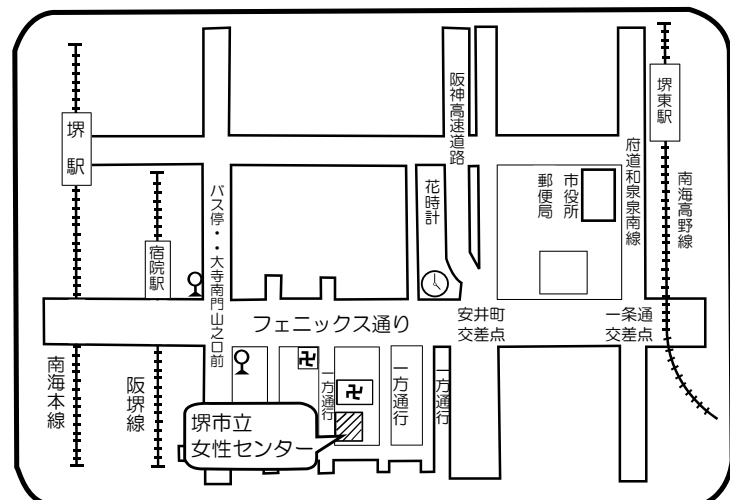 堺駅
阪神高速道路
堺東駅
府道和泉泉南線
南海高野線
市役所
郵便局
花時計
バス停・・大寺南門山之口前
宿院駅
フェニックス通り
安井町
交差点
一条通
交差点
南海本線
阪堺線
卍
一方通行
卍
一方通行
一方通行
堺市立
女性センター